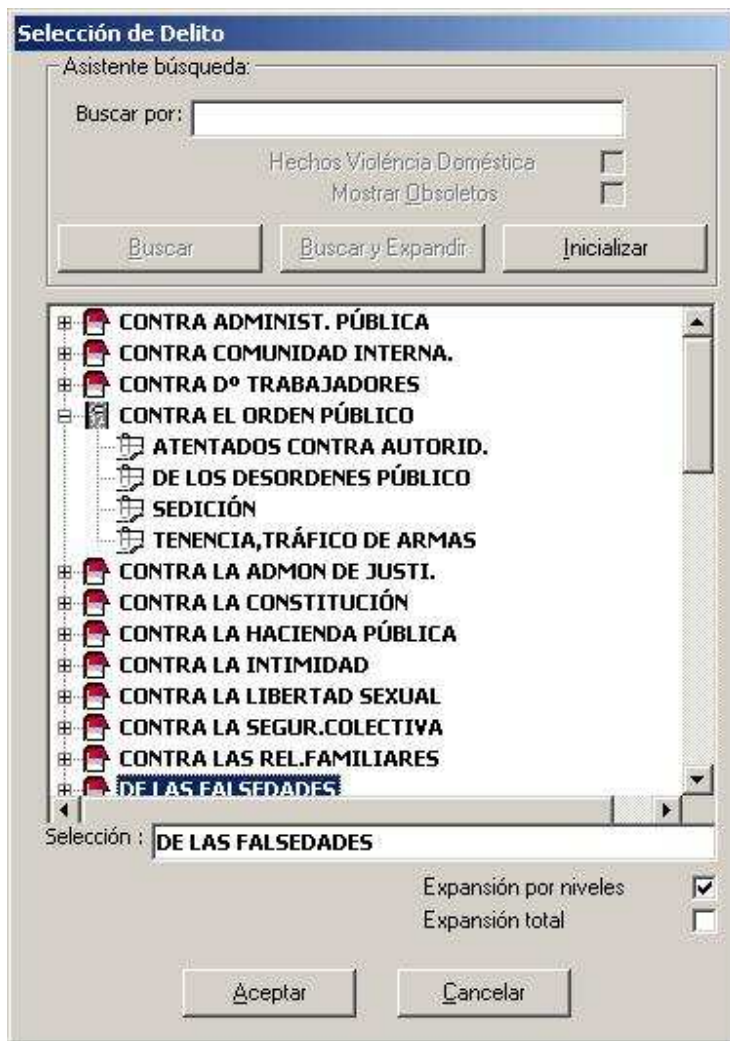 Selección de Delito
Asistente búsqueda:
Buscar por:
Hechos Violéncia Doméstica
Mostrar Obsoletos
Buscar Buscar y Expandir Inicializar
CONTRA ADMINIST. PÚBLICA
CONTRA COMUNIDAD INTERNA.
CONTRA Dº TRABAJADORES
CONTRA EL ORDEN PÚBLICO
ATENTADOS CONTRA AUTORID.
DE LOS DESORDENES PÚBLICO
SEDICIÓN
TENENCIA,TRÁFICO DE ARMAS
CONTRA LA ADMON DE JUSTI.
CONTRA LA CONSTITUCIÓN
CONTRA LA HACIENDA PÚBLICA
CONTRA LA INTIMIDAD
CONTRA LA LIBERTAD SEXUAL
CONTRA LA SEGUR.COLECTIVA
CONTRA LAS REL.FAMILIARES
DE LAS FALSEDADES
Selección : DE LAS FALSEDADES
Expansión por niveles
Expansión total
Aceptar Cancelar